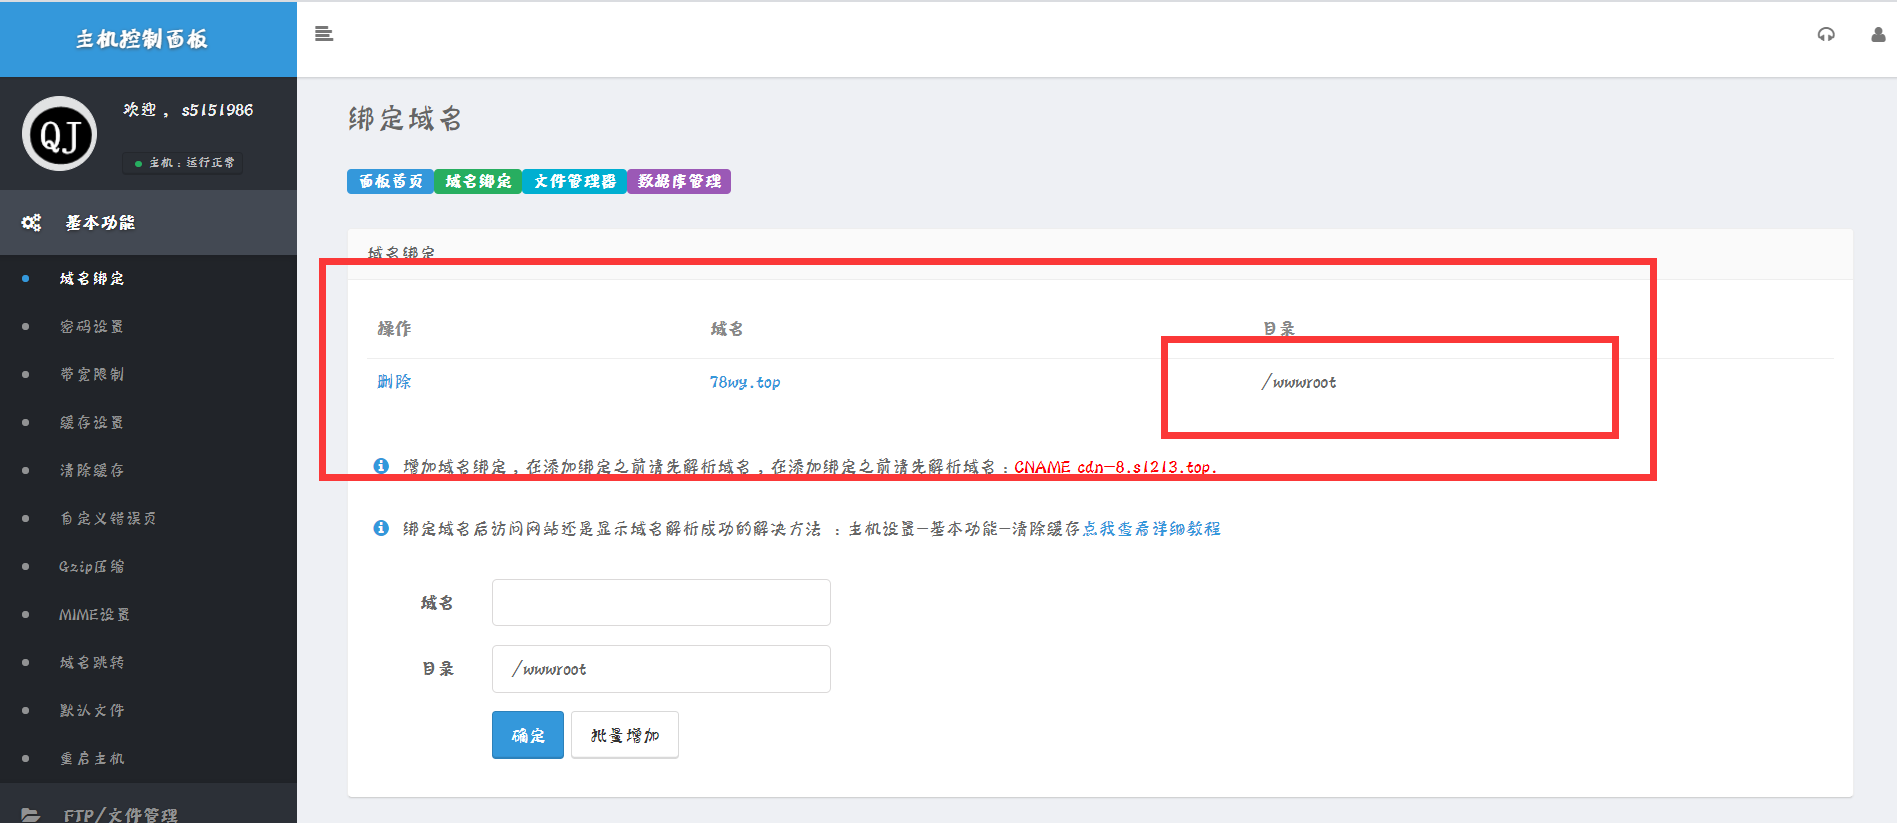 主机控制面板
欢迎， s5151986
主机：运行正常
基本功能
域名绑定
密码设置
带宽限制
缓存设置
清除缓存
自定义错误页
Gzip压缩
MIME设置
域名跳转
默认文件
重启主机
FTP/文件管理
绑定域名
面板首页 域名绑定 文件管理器 数据库管理
域名绑定
操作 域名 目录
删除 78wy.top /wwwroot
增加域名绑定，在添加绑定之前请先解析域名，在添加绑定之前请先解析域名：CNAME cdn-8.s1213.top.
绑定域名后访问网站还是显示域名解析成功的解决方法 ：主机设置-基本功能-清除缓存点我查看详细教程
域名
目录 /wwwroot
确定 批量增加
QJ